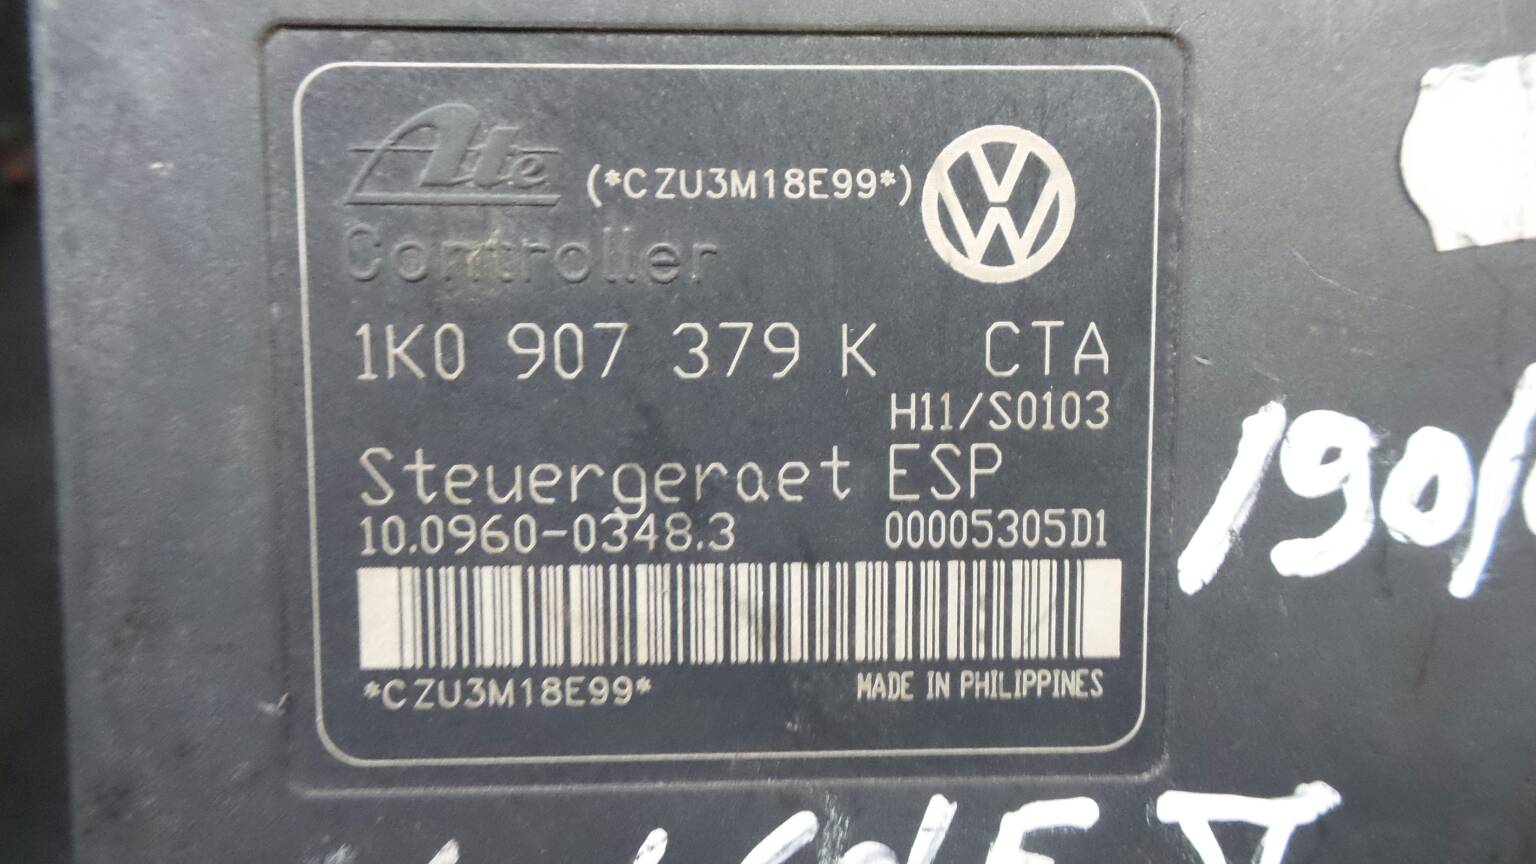 Ate (*CZU3M18E99*)
Controller
1K0 907 379 K CTA
H11/S0103
Steuergeraet ESP
10.0960-0348.3 00005305D1
*CZU3M18E99* MADE IN PHILIPPINES
190/